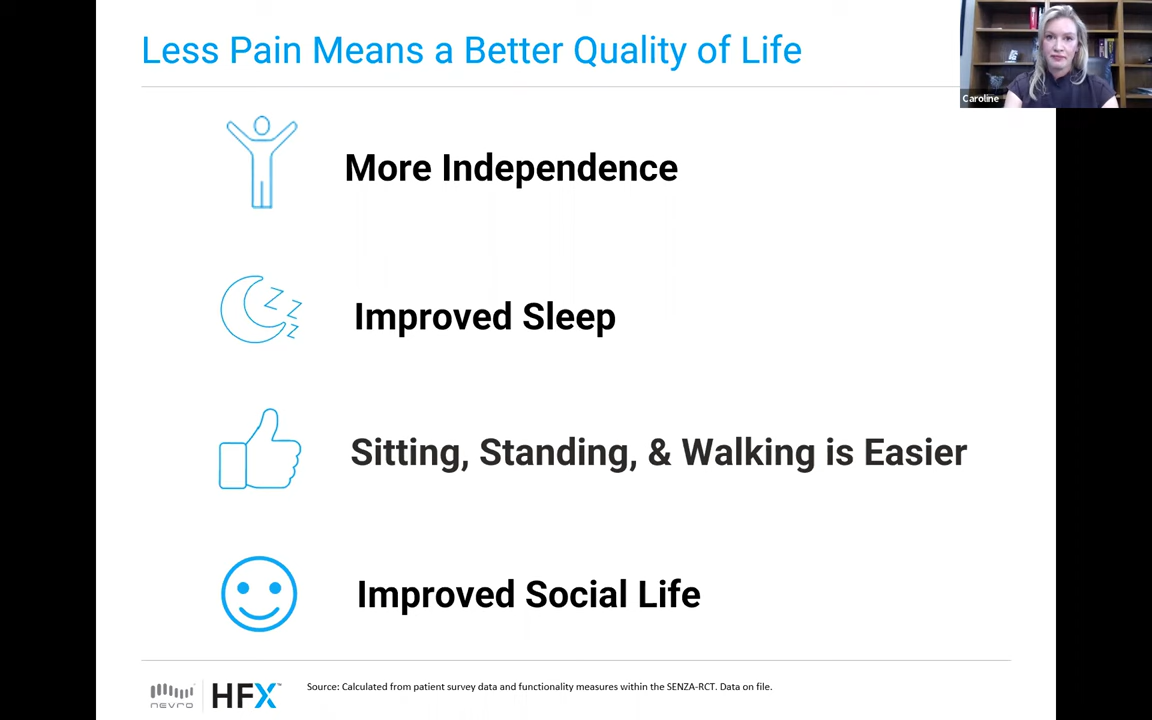 Less Pain Means a Better Quality of Life
Caroline
More Independence
Improved Sleep
Sitting, Standing, & Walking is Easier
Improved Social Life
nevro
HFX™
Source: Calculated from patient survey data and functionality measures within the SENZA-RCT. Data on file.